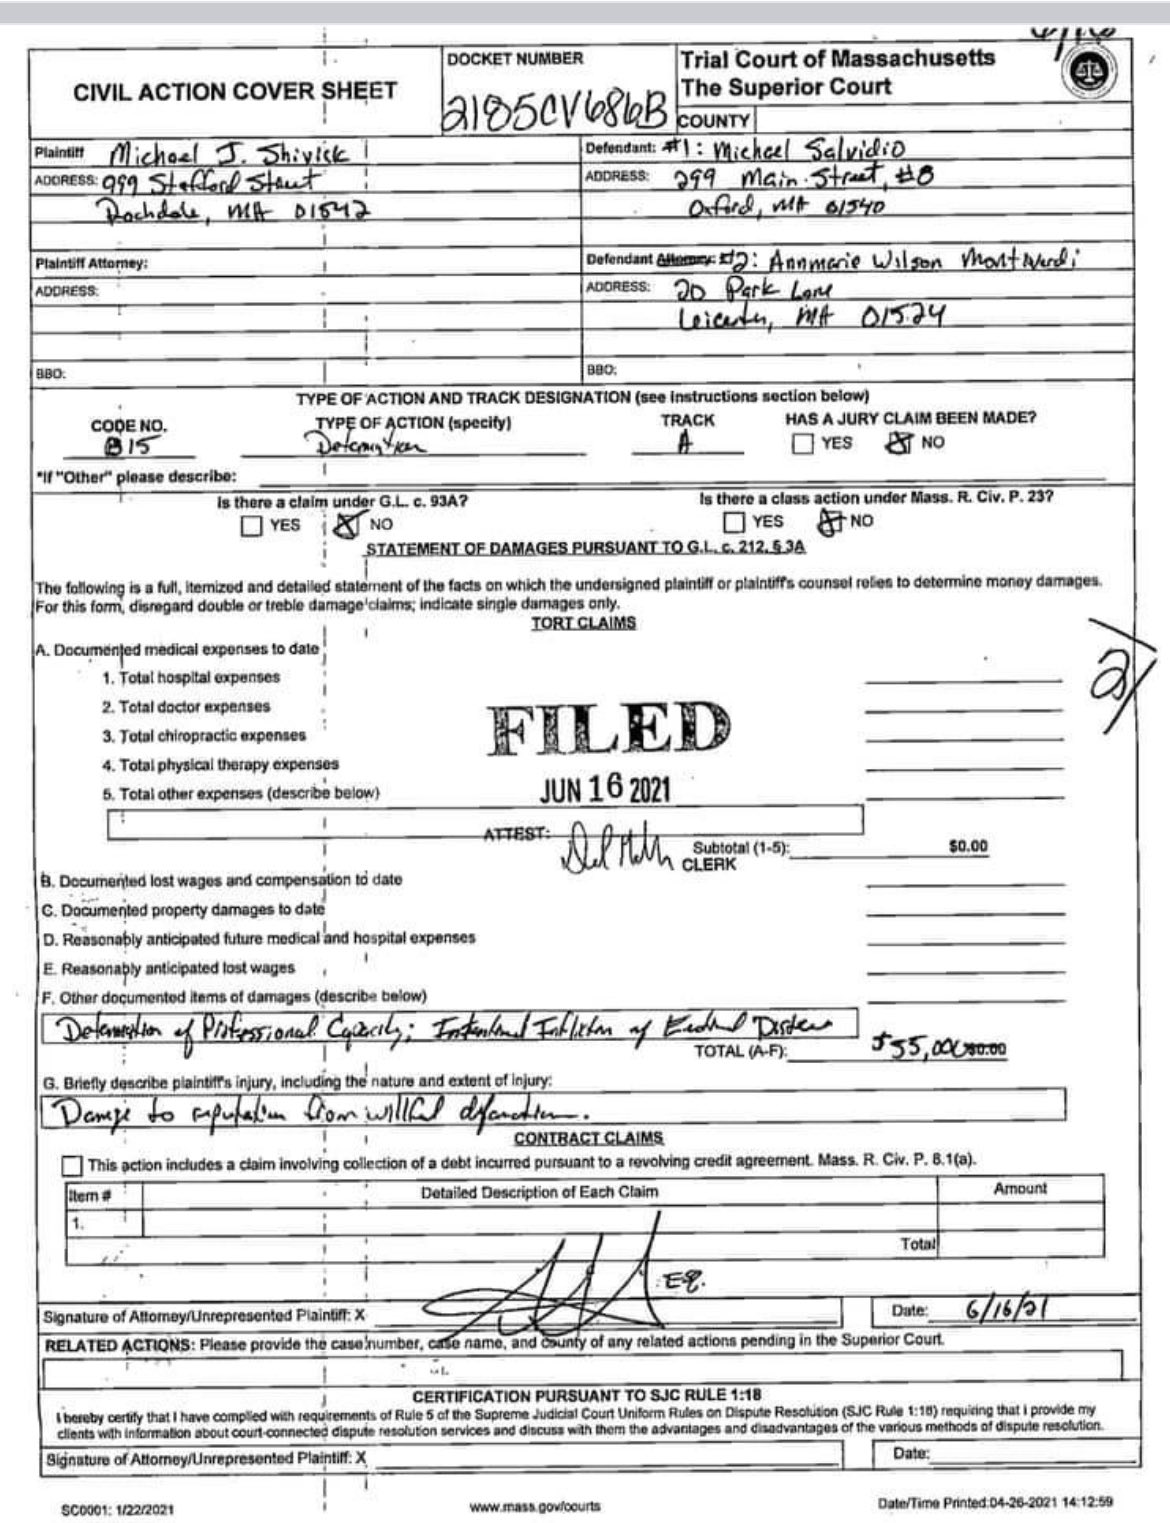 CIVIL ACTION COVER SHEET
DOCKET NUMBER
2185CV686B
Trial Court of Massachusetts
The Superior Court
COUNTY
Plaintiff Michael J. Shivick
ADDRESS: 999 Stafford Street
Rochdale, MA 01542
Defendant: #1: Michael Salvidio
ADDRESS: 299 Main Street, #8
Oxford, MA 01540
Plaintiff Attorney:
ADDRESS:
BBO:
Defendant Attorney: #2: Annmarie Wilson
ADDRESS: 20 Park Lane
Leicester, MA 01524
BBO:
TYPE OF ACTION AND TRACK DESIGNATION (see instructions section below)
CODE NO. TYPE OF ACTION (specify) TRACK HAS A JURY CLAIM BEEN MADE?
B15 Defamation A YES NO
*If "Other" please describe:
Is there a claim under G.L. c. 93A? Is there a class action under Mass. R. Civ. P. 23?
YES NO YES NO
STATEMENT OF DAMAGES PURSUANT TO G.L. c. 212, § 3A
The following is a full, itemized and detailed statement of the facts on which the undersigned plaintiff or plaintiff's counsel relies to determine money damages.
For this form, disregard double or treble damage claims; indicate single damages only.
TORT CLAIMS
A. Documented medical expenses to date
1. Total hospital expenses
2. Total doctor expenses
3. Total chiropractic expenses
4. Total physical therapy expenses
5. Total other expenses (describe below)
FILED
JUN 16 2021
ATTEST:
CLERK
Subtotal (1-5): $0.00
2
B. Documented lost wages and compensation to date
C. Documented property damages to date
D. Reasonably anticipated future medical and hospital expenses
E. Reasonably anticipated lost wages
F. Other documented items of damages (describe below)
Defamation of Professional Capacity; Intentional Infliction of Emotional Distress
TOTAL (A-F): $55,000 $0.00
G. Briefly describe plaintiff's injury, including the nature and extent of injury:
Damage to reputation from willful defamation.
CONTRACT CLAIMS
This action includes a claim involving collection of a debt incurred pursuant to a revolving credit agreement. Mass. R. Civ. P. 8.1(a).
Item # Detailed Description of Each Claim Amount
1.
Total
Esq.
Signature of Attorney/Unrepresented Plaintiff: X Date: 6/16/21
RELATED ACTIONS: Please provide the case number, case name, and county of any related actions pending in the Superior Court.
CERTIFICATION PURSUANT TO SJC RULE 1:18
I hereby certify that I have complied with requirements of Rule 5 of the Supreme Judicial Court Uniform Rules on Dispute Resolution (SJC Rule 1:18) requiring that I provide my
clients with information about court-connected dispute resolution services and discuss with them the advantages and disadvantages of the various methods of dispute resolution.
Signature of Attorney/Unrepresented Plaintiff: X Date:
SC0001: 1/22/2021 www.mass.gov/courts Date/Time Printed:04-26-2021 14:12:59